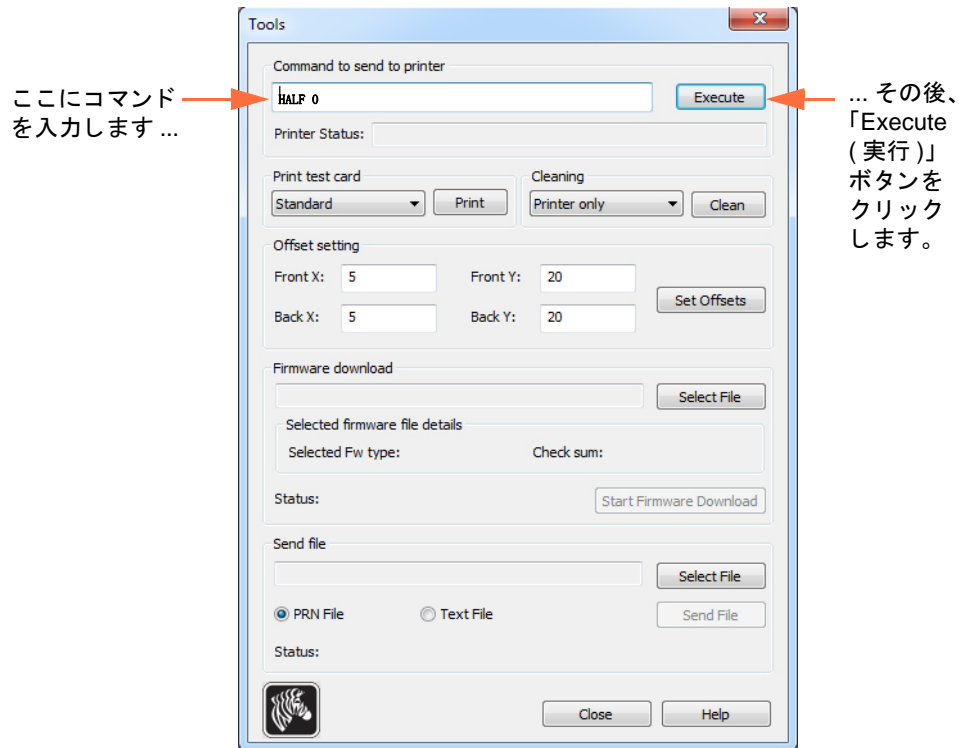 Tools
Command to send to printer
ここにコマンド
を入力します ...
HALF 0
Execute
... その後、
「Execute
( 実行 )」
ボタンを
クリック
します。
Printer Status:
Print test card
Standard
Print
Cleaning
Printer only
Clean
Offset setting
Front X: 5 Front Y: 20
Back X: 5 Back Y: 20
Set Offsets
Firmware download
Select File
Selected firmware file details
Selected Fw type: Check sum:
Status:
Start Firmware Download
Send file
Select File
PRN File Text File
Send File
Status:
Close Help